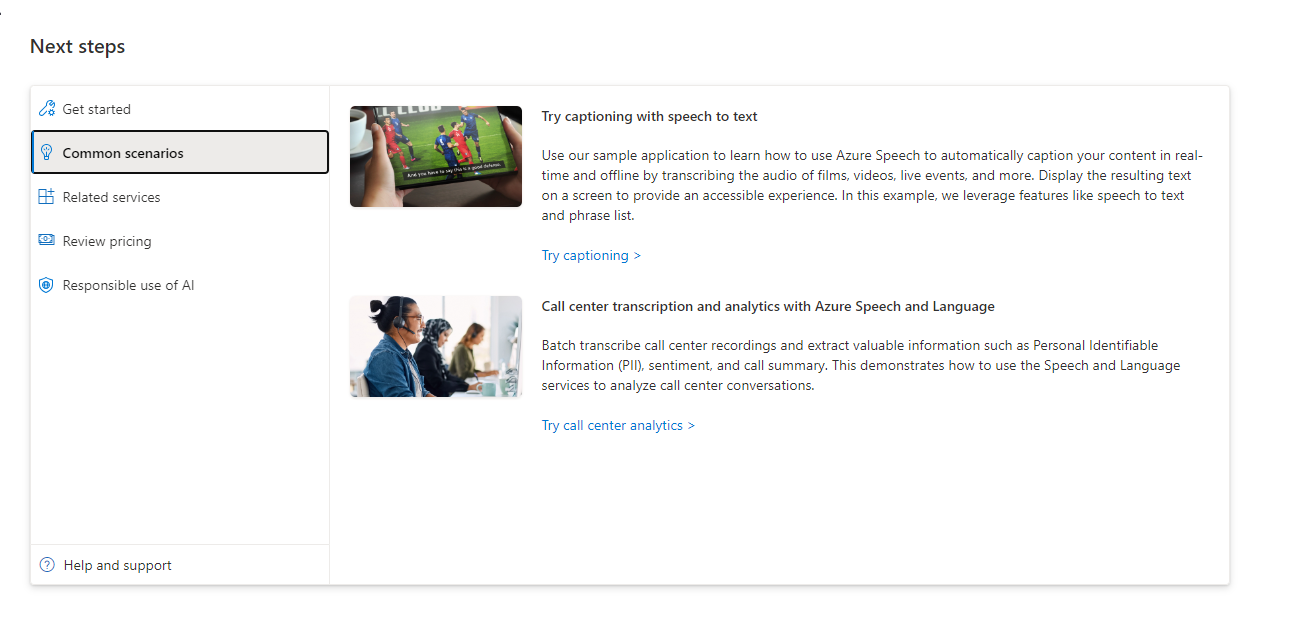 Next steps
Get started
Common scenarios
Related services
Review pricing
Responsible use of AI
Help and support
Try captioning with speech to text
Use our sample application to learn how to use Azure Speech to automatically caption your content in real-
time and offline by transcribing the audio of films, videos, live events, and more. Display the resulting text
on a screen to provide an accessible experience. In this example, we leverage features like speech to text
and phrase list.
Try captioning >
And you have to say this is a good defense.
Call center transcription and analytics with Azure Speech and Language
Batch transcribe call center recordings and extract valuable information such as Personal Identifiable
Information (PII), sentiment, and call summary. This demonstrates how to use the Speech and Language
services to analyze call center conversations.
Try call center analytics >